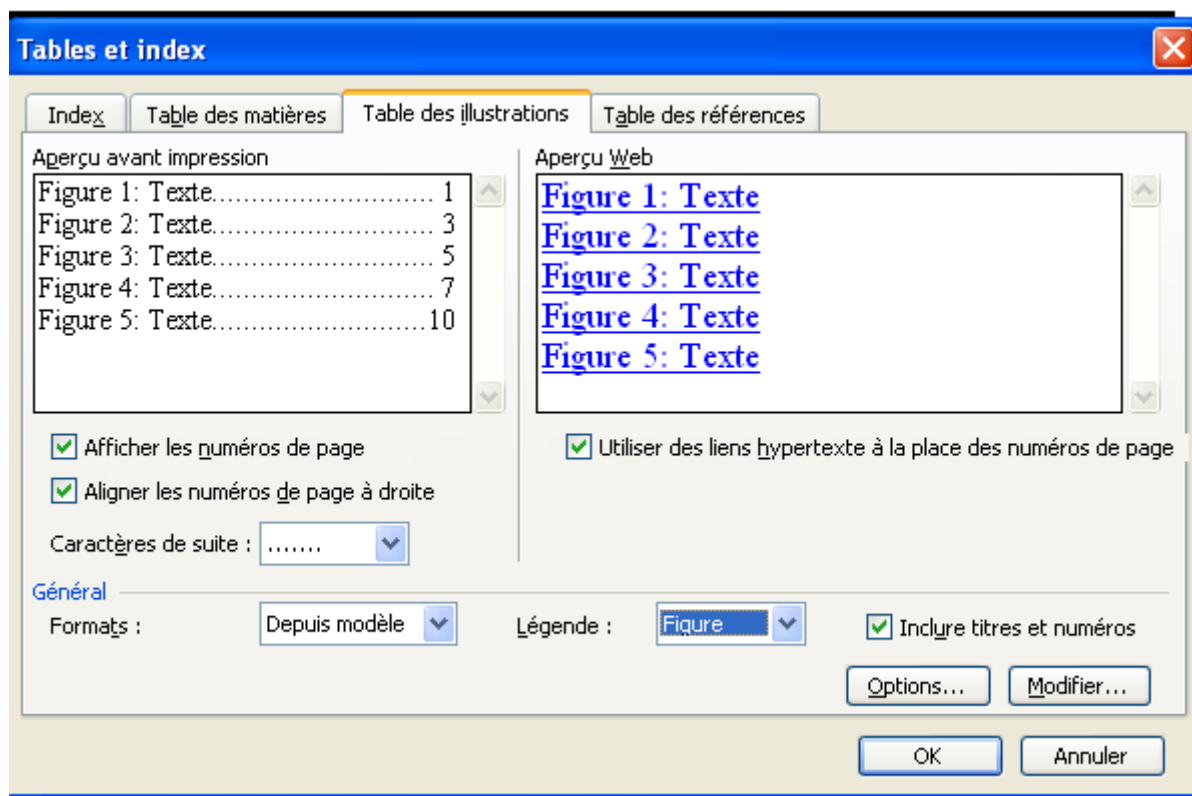 Tables et index
Index
Table des matières
Table des illustrations
Table des références
Aperçu avant impression
Figure 1: Texte........................... 1
Figure 2: Texte........................... 3
Figure 3: Texte........................... 5
Figure 4: Texte........................... 7
Figure 5: Texte..........................10
Aperçu Web
Figure 1: Texte
Figure 2: Texte
Figure 3: Texte
Figure 4: Texte
Figure 5: Texte
Afficher les numéros de page
Aligner les numéros de page à droite
Caractères de suite : .......
Utiliser des liens hypertexte à la place des numéros de page
Général
Formats : Depuis modèle
Légende : Figure
Inclure titres et numéros
Options...
Modifier...
OK
Annuler